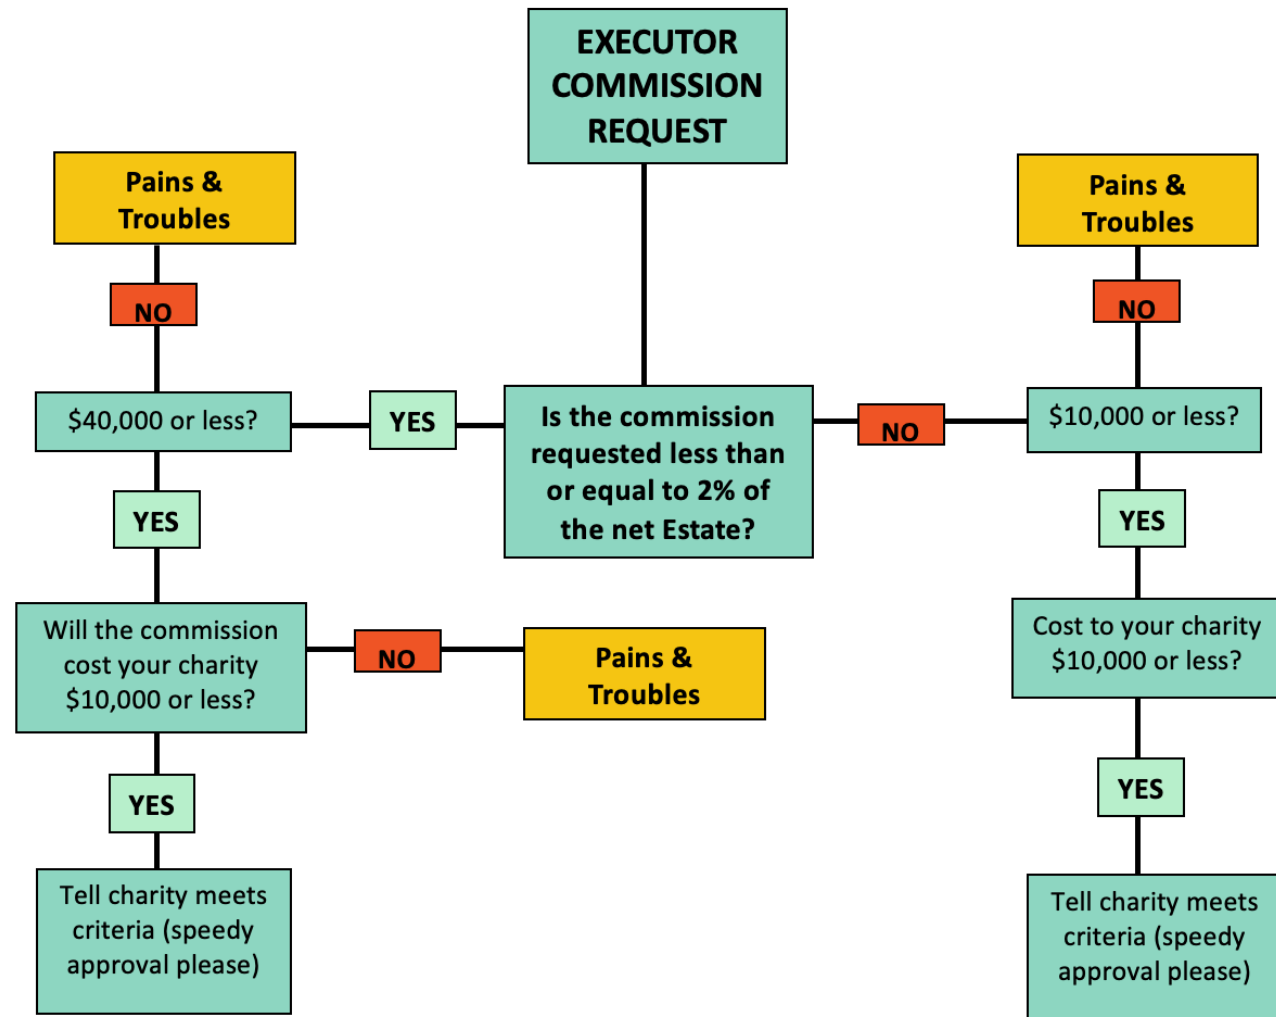 EXECUTOR
COMMISSION
REQUEST
Pains &
Troubles
Pains &
Troubles
NO
NO
$40,000 or less?
YES
Is the commission
requested less than
or equal to 2% of
the net Estate?
NO
$10,000 or less?
YES
YES
Will the commission
cost your charity
$10,000 or less?
NO
Pains &
Troubles
Cost to your charity
$10,000 or less?
YES
YES
Tell charity meets
criteria (speedy
approval please)
Tell charity meets
criteria (speedy
approval please)